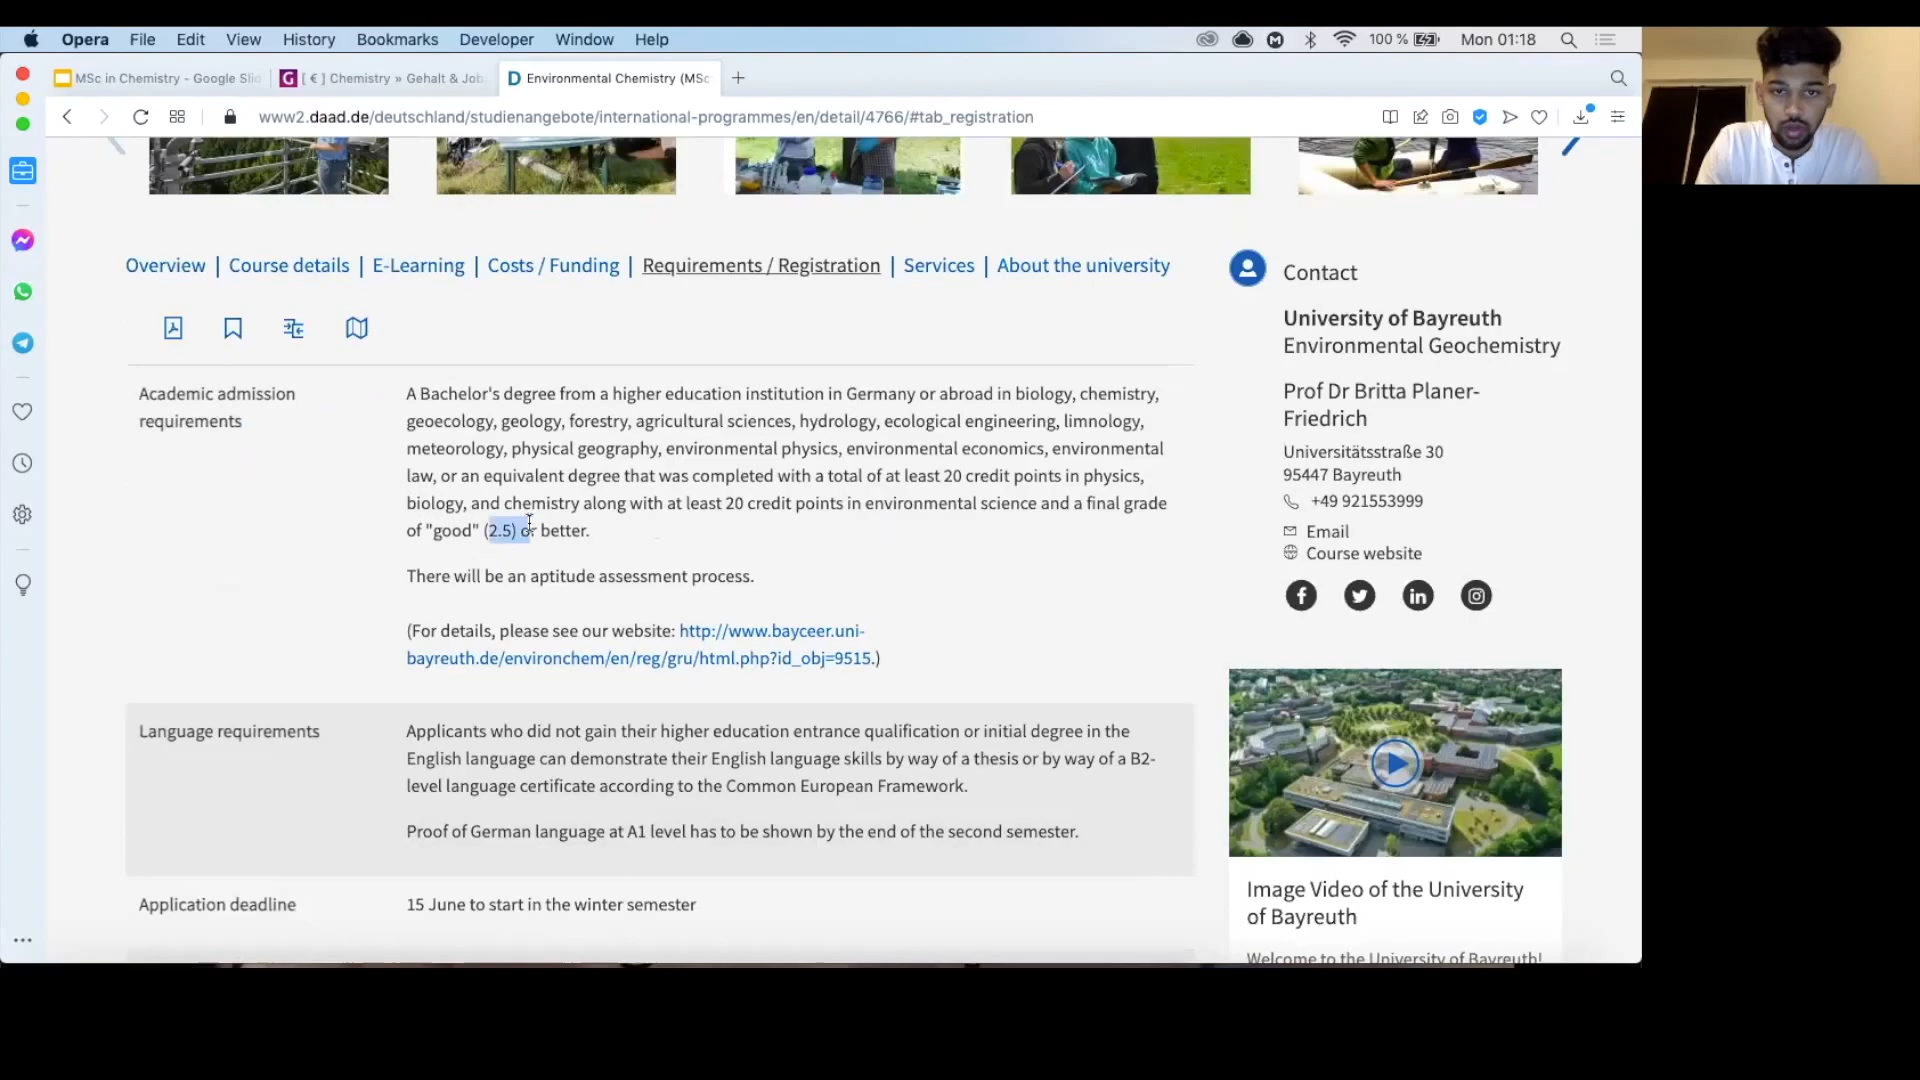 Opera File Edit View History Bookmarks Developer Window Help 100 % Mon 01:18
MSc in Chemistry - Google Slid [ € ] Chemistry » Gehalt & Job Environmental Chemistry (MSc
www2.daad.de/deutschland/studienangebote/international-programmes/en/detail/4766/#tab_registration
Overview | Course details | E-Learning | Costs / Funding | Requirements / Registration | Services | About the university
Academic admission
requirements
A Bachelor's degree from a higher education institution in Germany or abroad in biology, chemistry,
geoecology, geology, forestry, agricultural sciences, hydrology, ecological engineering, limnology,
meteorology, physical geography, environmental physics, environmental economics, environmental
law, or an equivalent degree that was completed with a total of at least 20 credit points in physics,
biology, and chemistry along with at least 20 credit points in environmental science and a final grade
of "good" (2.5) or better.
There will be an aptitude assessment process.
(For details, please see our website: http://www.bayceer.uni-
bayreuth.de/environchem/en/reg/gru/html.php?id_obj=9515.)
Language requirements
Applicants who did not gain their higher education entrance qualification or initial degree in the
English language can demonstrate their English language skills by way of a thesis or by way of a B2-
level language certificate according to the Common European Framework.
Proof of German language at A1 level has to be shown by the end of the second semester.
Application deadline
15 June to start in the winter semester
Contact
University of Bayreuth
Environmental Geochemistry
Prof Dr Britta Planer-
Friedrich
Universitätsstraße 30
95447 Bayreuth
+49 921553999
Email
Course website
Image Video of the University
of Bayreuth
Welcome to the University of Bayreuth!